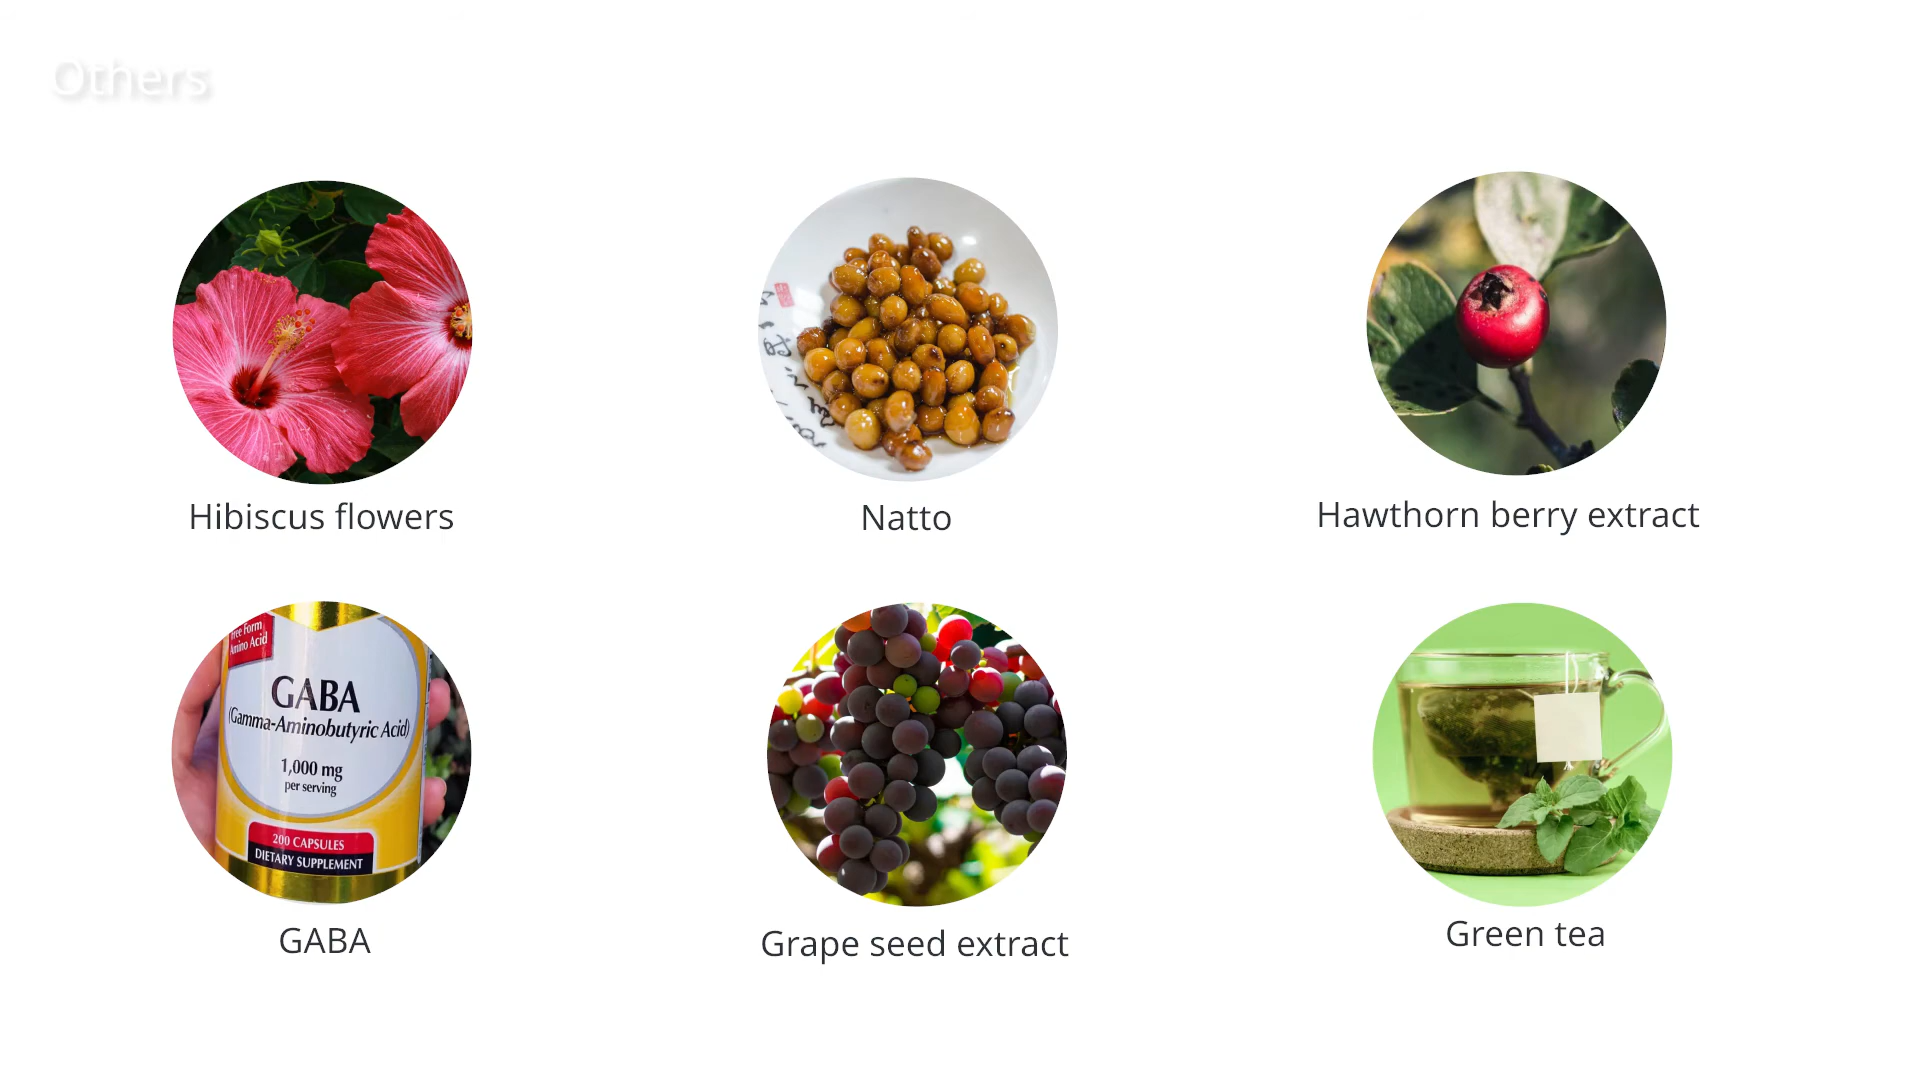 Others
Hibiscus flowers
Natto
Hawthorn berry extract
Free Form
Amino Acid
GABA
(Gamma-Aminobutyric Acid)
1,000 mg
per serving
200 CAPSULES
DIETARY SUPPLEMENT
GABA
Grape seed extract
Green tea